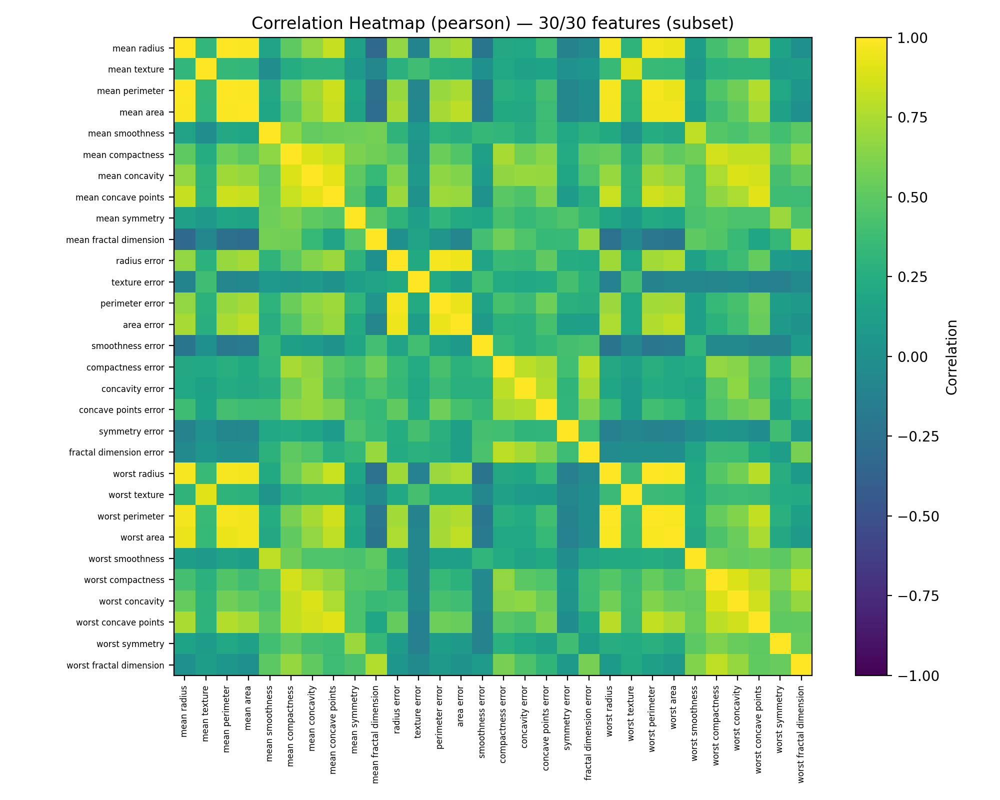 Correlation Heatmap (pearson) — 30/30 features (subset)
mean radius
mean texture
mean perimeter
mean area
mean smoothness
mean compactness
mean concavity
mean concave points
mean symmetry
mean fractal dimension
radius error
texture error
perimeter error
area error
smoothness error
compactness error
concavity error
concave points error
symmetry error
fractal dimension error
worst radius
worst texture
worst perimeter
worst area
worst smoothness
worst compactness
worst concavity
worst concave points
worst symmetry
worst fractal dimension
mean radius
mean texture
mean perimeter
mean area
mean smoothness
mean compactness
mean concavity
mean concave points
mean symmetry
mean fractal dimension
radius error
texture error
perimeter error
area error
smoothness error
compactness error
concavity error
concave points error
symmetry error
fractal dimension error
worst radius
worst texture
worst perimeter
worst area
worst smoothness
worst compactness
worst concavity
worst concave points
worst symmetry
worst fractal dimension
1.00
0.75
0.50
0.25
0.00
−0.25
−0.50
−0.75
−1.00
Correlation